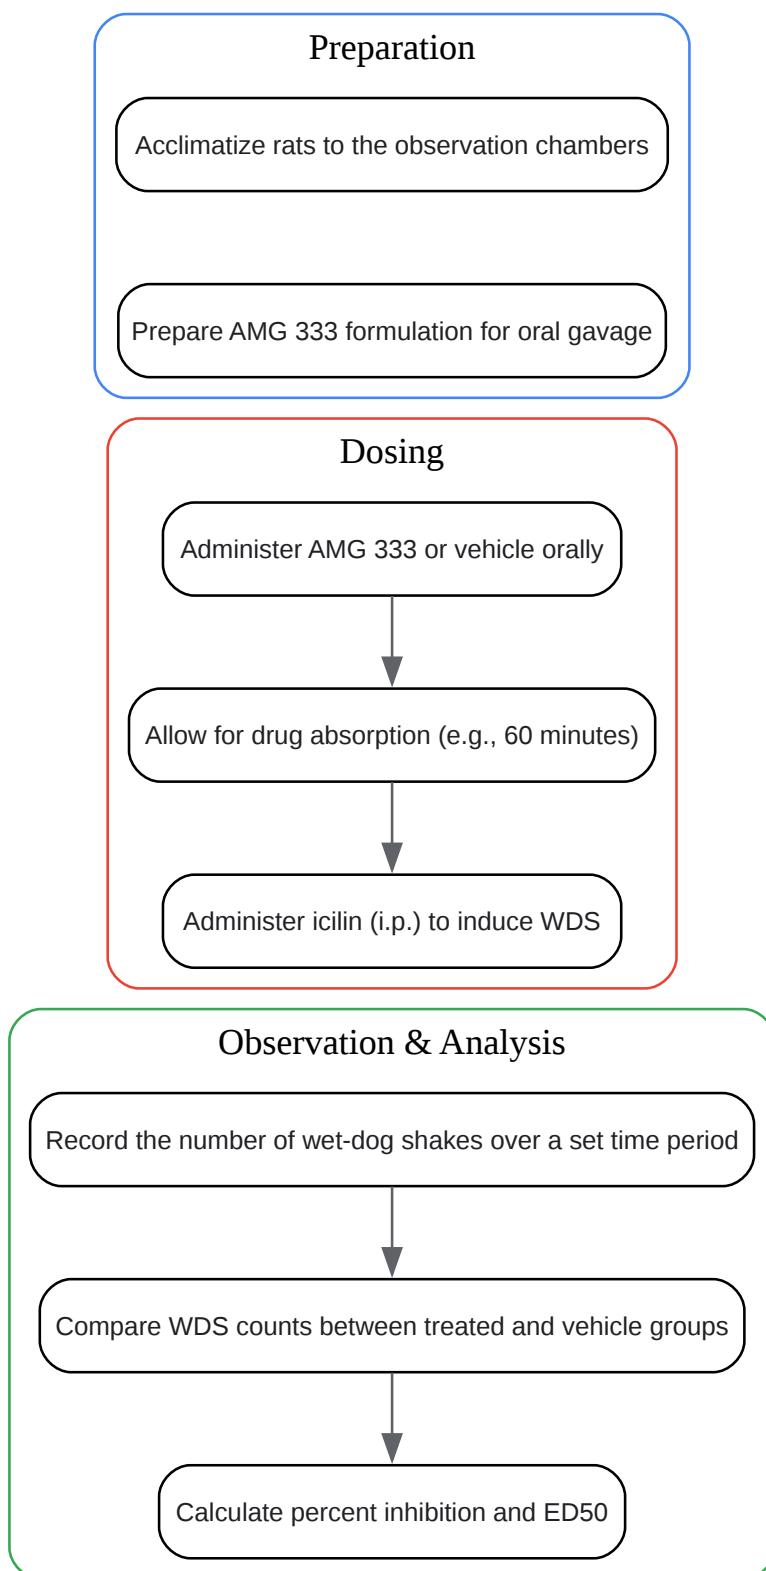 Preparation
Acclimatize rats to the observation chambers
Prepare AMG 333 formulation for oral gavage
Dosing
Administer AMG 333 or vehicle orally
Allow for drug absorption (e.g., 60 minutes)
Administer icilin (i.p.) to induce WDS
Observation & Analysis
Record the number of wet-dog shakes over a set time period
Compare WDS counts between treated and vehicle groups
Calculate percent inhibition and ED50